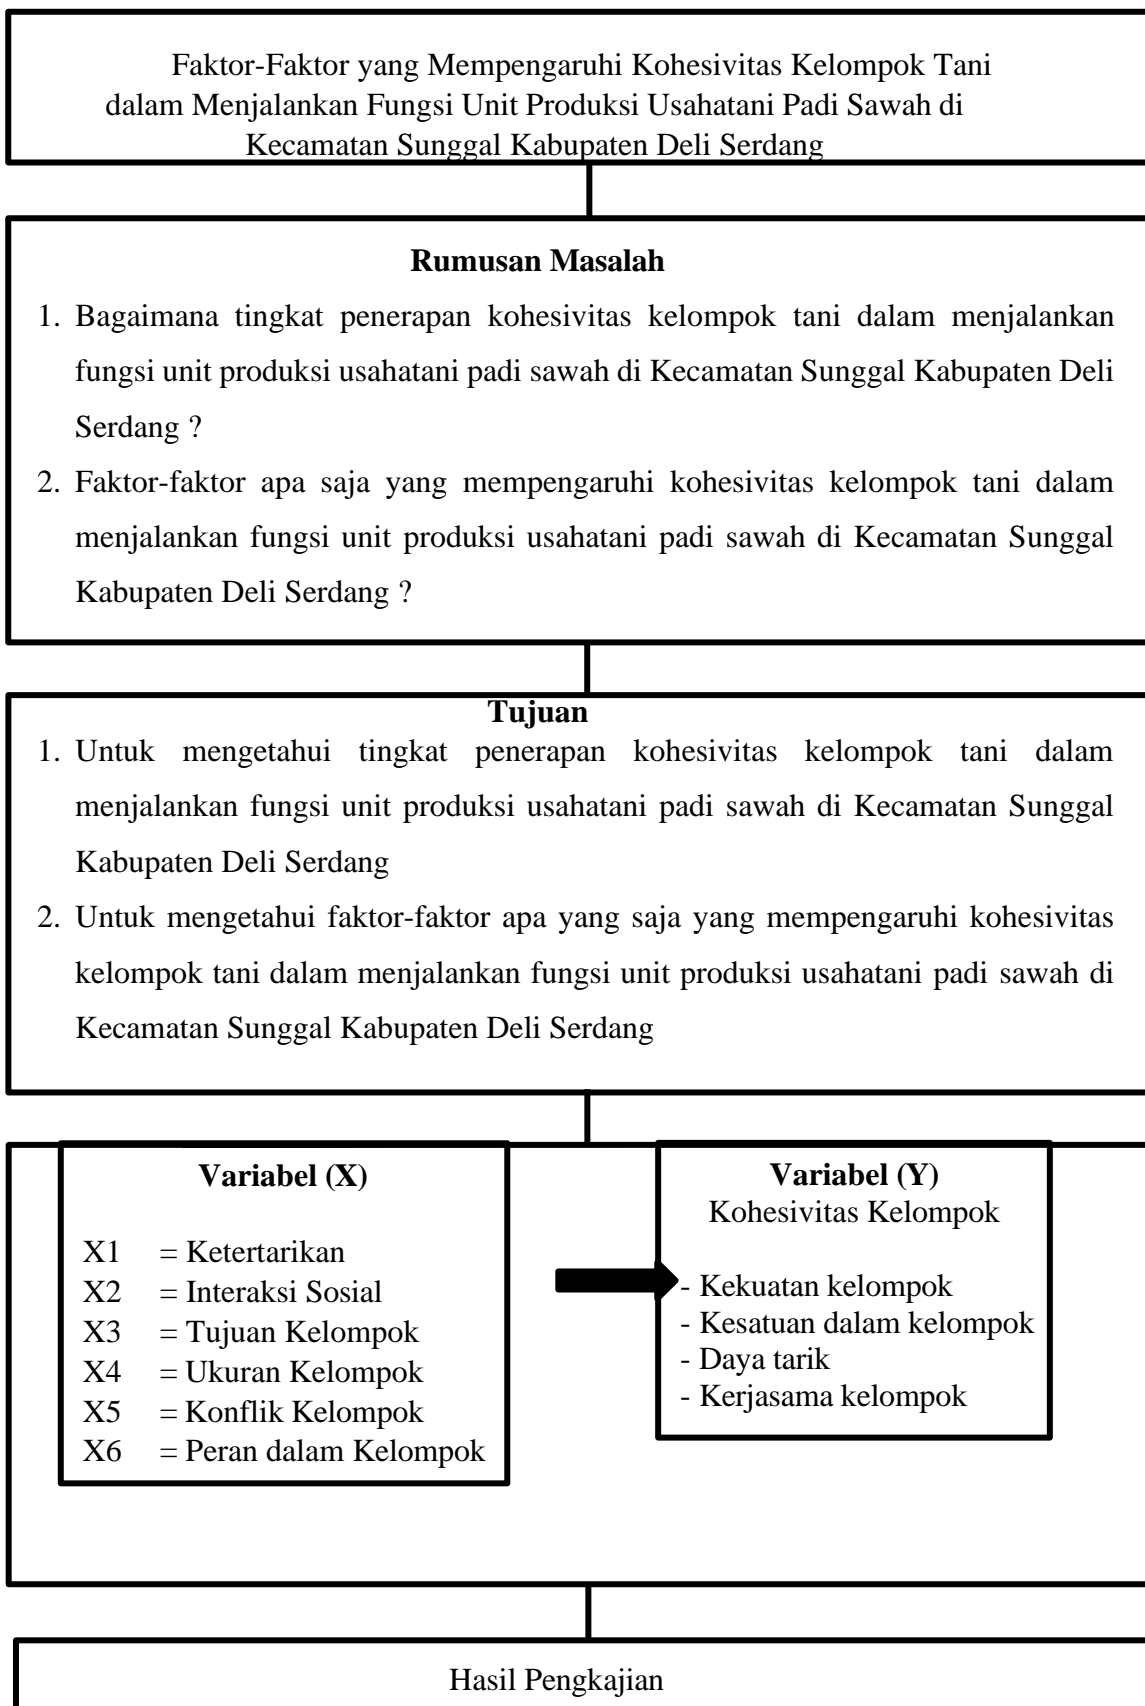 Faktor-Faktor yang Mempengaruhi Kohesivitas Kelompok Tani
dalam Menjalankan Fungsi Unit Produksi Usahatani Padi Sawah di
Kecamatan Sunggal Kabupaten Deli Serdang
Rumusan Masalah
1. Bagaimana tingkat penerapan kohesivitas kelompok tani dalam menjalankan
fungsi unit produksi usahatani padi sawah di Kecamatan Sunggal Kabupaten Deli
Serdang ?
2. Faktor-faktor apa saja yang mempengaruhi kohesivitas kelompok tani dalam
menjalankan fungsi unit produksi usahatani padi sawah di Kecamatan Sunggal
Kabupaten Deli Serdang ?
Tujuan
1. Untuk mengetahui tingkat penerapan kohesivitas kelompok tani dalam
menjalankan fungsi unit produksi usahatani padi sawah di Kecamatan Sunggal
Kabupaten Deli Serdang
2. Untuk mengetahui faktor-faktor apa yang saja yang mempengaruhi kohesivitas
kelompok tani dalam menjalankan fungsi unit produksi usahatani padi sawah di
Kecamatan Sunggal Kabupaten Deli Serdang
Variabel (X)
X1 = Ketertarikan
X2 = Interaksi Sosial
X3 = Tujuan Kelompok
X4 = Ukuran Kelompok
X5 = Konflik Kelompok
X6 = Peran dalam Kelompok
Variabel (Y)
Kohesivitas Kelompok
- Kekuatan kelompok
- Kesatuan dalam kelompok
- Daya tarik
- Kerjasama kelompok
Hasil Pengkajian